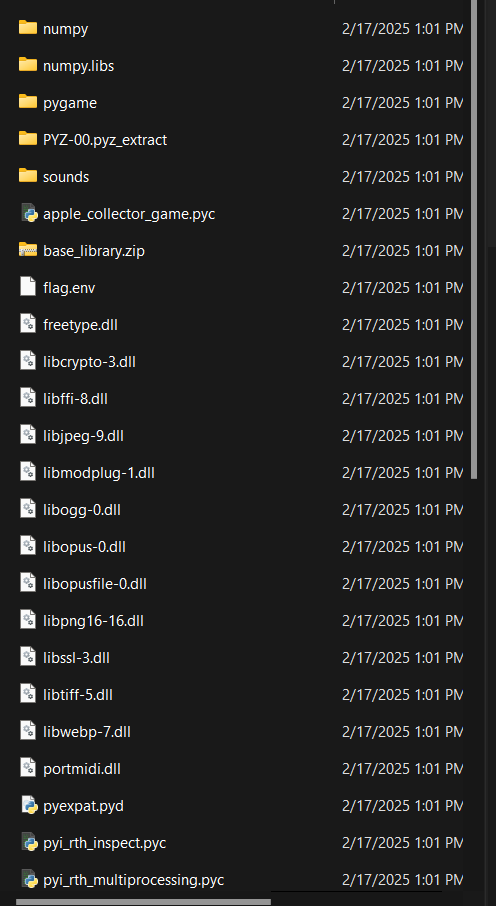 numpy 2/17/2025 1:01 PM
numpy.libs 2/17/2025 1:01 PM
pygame 2/17/2025 1:01 PM
PYZ-00.pyz_extract 2/17/2025 1:01 PM
sounds 2/17/2025 1:01 PM
apple_collector_game.pyc 2/17/2025 1:01 PM
base_library.zip 2/17/2025 1:01 PM
flag.env 2/17/2025 1:01 PM
freetype.dll 2/17/2025 1:01 PM
libcrypto-3.dll 2/17/2025 1:01 PM
libffi-8.dll 2/17/2025 1:01 PM
libjpeg-9.dll 2/17/2025 1:01 PM
libmodplug-1.dll 2/17/2025 1:01 PM
libogg-0.dll 2/17/2025 1:01 PM
libopus-0.dll 2/17/2025 1:01 PM
libopusfile-0.dll 2/17/2025 1:01 PM
libpng16-16.dll 2/17/2025 1:01 PM
libssl-3.dll 2/17/2025 1:01 PM
libtiff-5.dll 2/17/2025 1:01 PM
libwebp-7.dll 2/17/2025 1:01 PM
portmidi.dll 2/17/2025 1:01 PM
pyexpat.pyd 2/17/2025 1:01 PM
pyi_rth_inspect.pyc 2/17/2025 1:01 PM
pyi_rth_multiprocessing.pyc 2/17/2025 1:01 PM